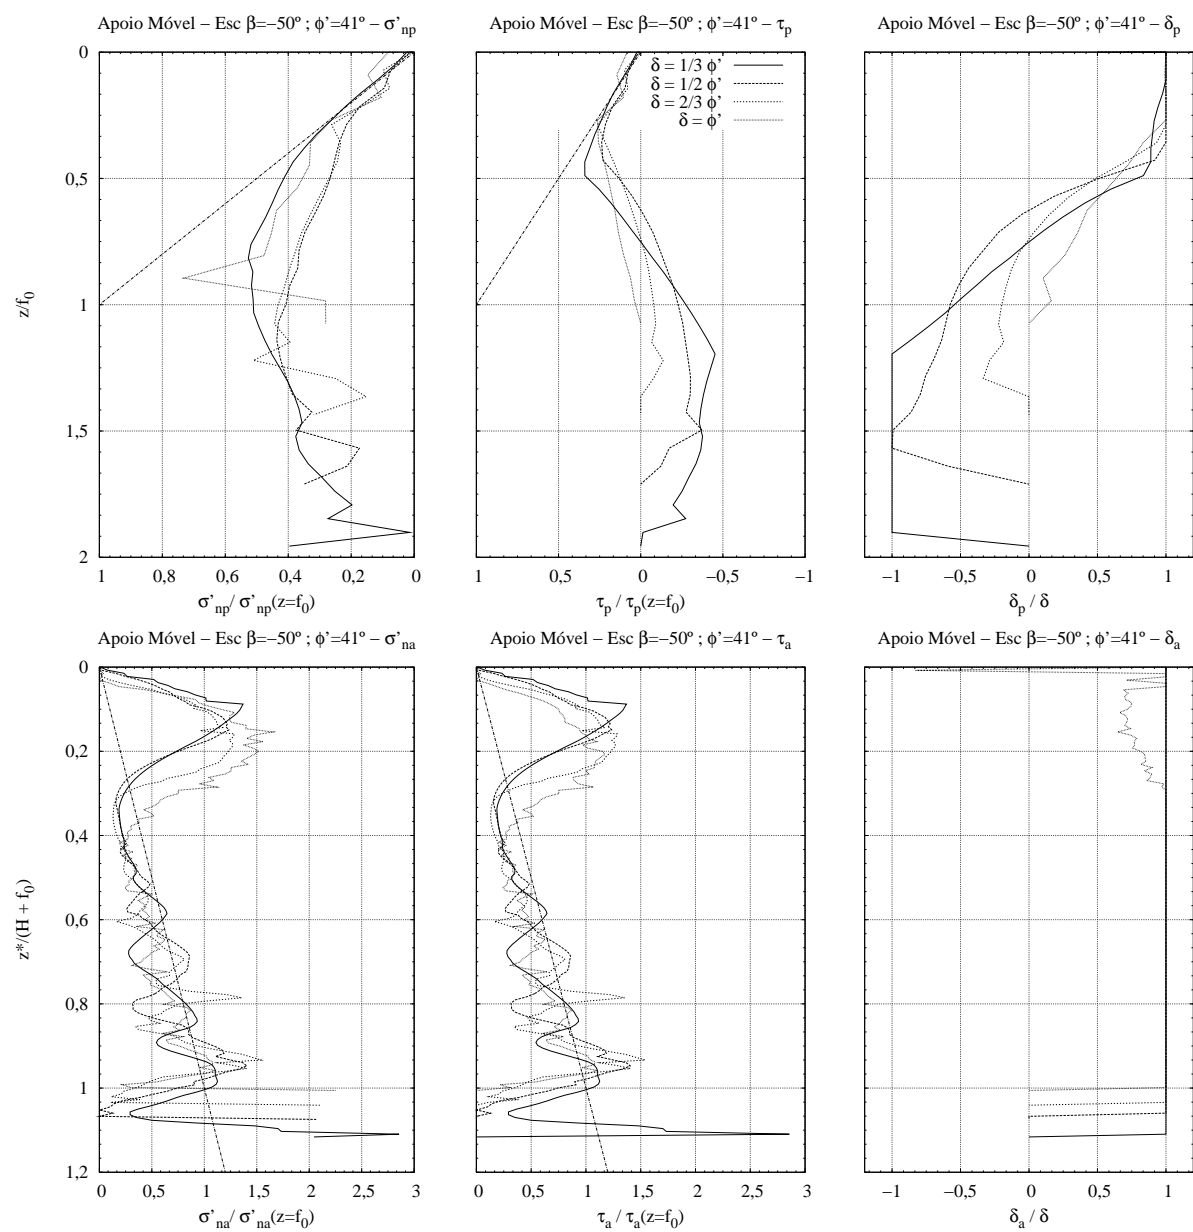 Apoio Móvel – Esc β=–50º ; ϕ’=41º – σ’np
Apoio Móvel – Esc β=–50º ; ϕ’=41º – τp
Apoio Móvel – Esc β=–50º ; ϕ’=41º – δp
δ = 1/3 ϕ’
δ = 1/2 ϕ’
δ = 2/3 ϕ’
δ = ϕ’
0
0,5
1
1,5
2
z/f0
1 0,8 0,6 0,4 0,2 0
1 0,5 0 –0,5 –1
–1 –0,5 0 0,5 1
σ’np/ σ’np(z=f0)
τp / τp(z=f0)
δp / δ
Apoio Móvel – Esc β=–50º ; ϕ’=41º – σ’na
Apoio Móvel – Esc β=–50º ; ϕ’=41º – τa
Apoio Móvel – Esc β=–50º ; ϕ’=41º – δa
0
0,2
0,4
0,6
0,8
1
1,2
z*/(H + f0)
0 0,5 1 1,5 2 2,5 3
0 0,5 1 1,5 2 2,5 3
–1 –0,5 0 0,5 1
σ’na/ σ’na(z=f0)
τa / τa(z=f0)
δa / δ